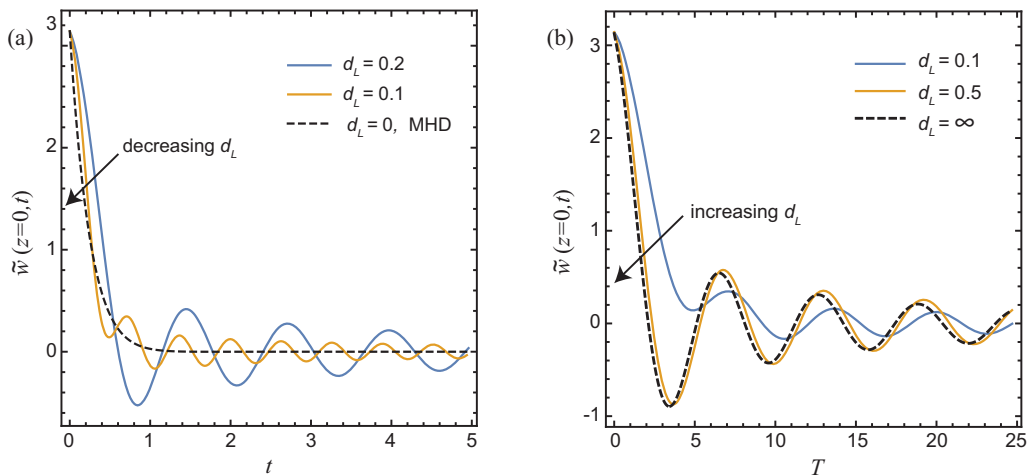 (a)
3
2
1
0
0
1
2
3
4
5
d_L = 0.2
d_L = 0.1
d_L = 0, MHD
decreasing d_L
w̃ (z=0,t)
t
(b)
3
2
1
0
-1
0
5
10
15
20
25
d_L = 0.1
d_L = 0.5
d_L = ∞
increasing d_L
w̃ (z=0,t)
T